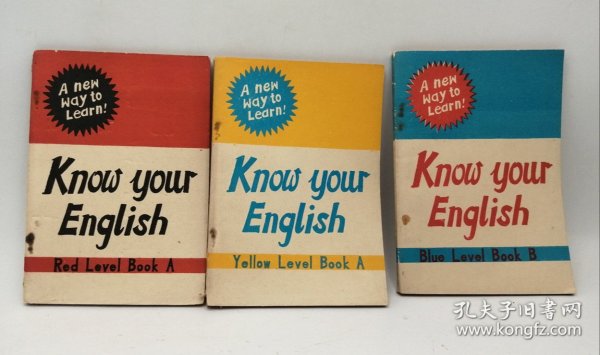 A new
Way to
Learn!
Know your
English
Red Level Book A
A new
Way to
Learn!
Know your
English
Yellow Level Book A
A new
Way to
Learn!
Know your
English
Blue Level Book B
孔夫子旧书网
www.kongfz.com